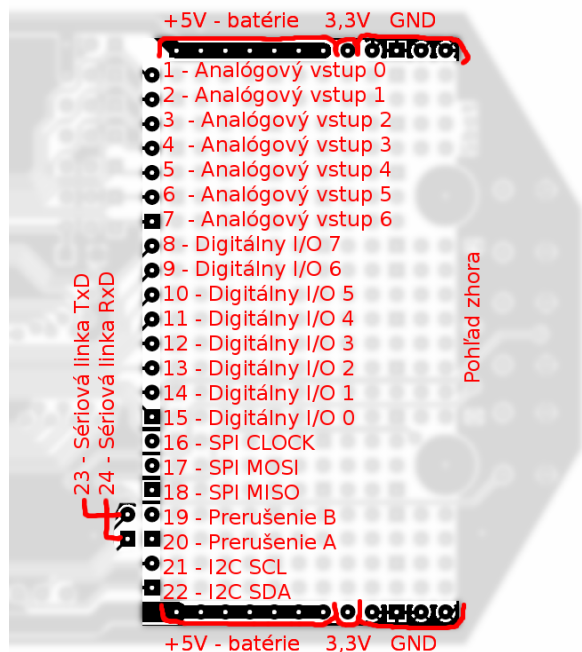 +5V - batérie 3,3V GND
1 - Analógový vstup 0
2 - Analógový vstup 1
3 - Analógový vstup 2
4 - Analógový vstup 3
5 - Analógový vstup 4
6 - Analógový vstup 5
7 - Analógový vstup 6
8 - Digitálny I/O 7
9 - Digitálny I/O 6
10 - Digitálny I/O 5
11 - Digitálny I/O 4
12 - Digitálny I/O 3
13 - Digitálny I/O 2
14 - Digitálny I/O 1
15 - Digitálny I/O 0
16 - SPI CLOCK
17 - SPI MOSI
18 - SPI MISO
19 - Prerušenie B
20 - Prerušenie A
21 - I2C SCL
22 - I2C SDA
23 - Sériová linka TxD
24 - Sériová linka RxD
Pohľad zhora
+5V - batérie 3,3V GND